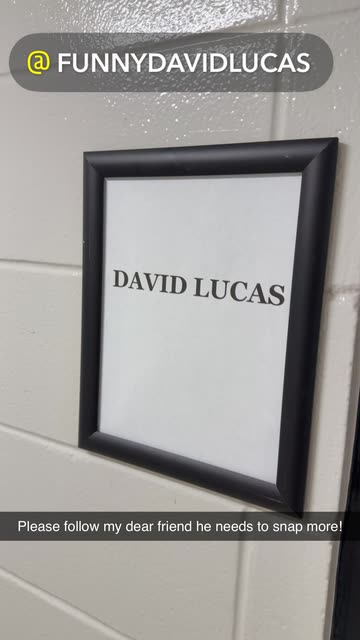 @ FUNNYDAVIDLUCAS
DAVID LUCAS
Please follow my dear friend he needs to snap more!